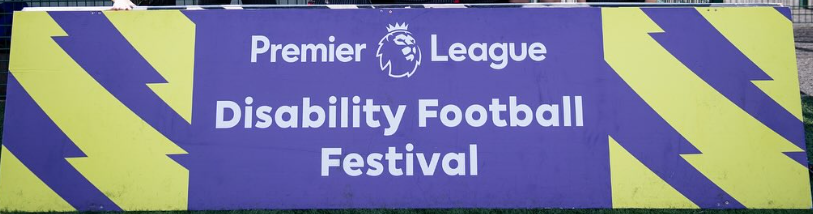 Premier League
Disability Football
Festival